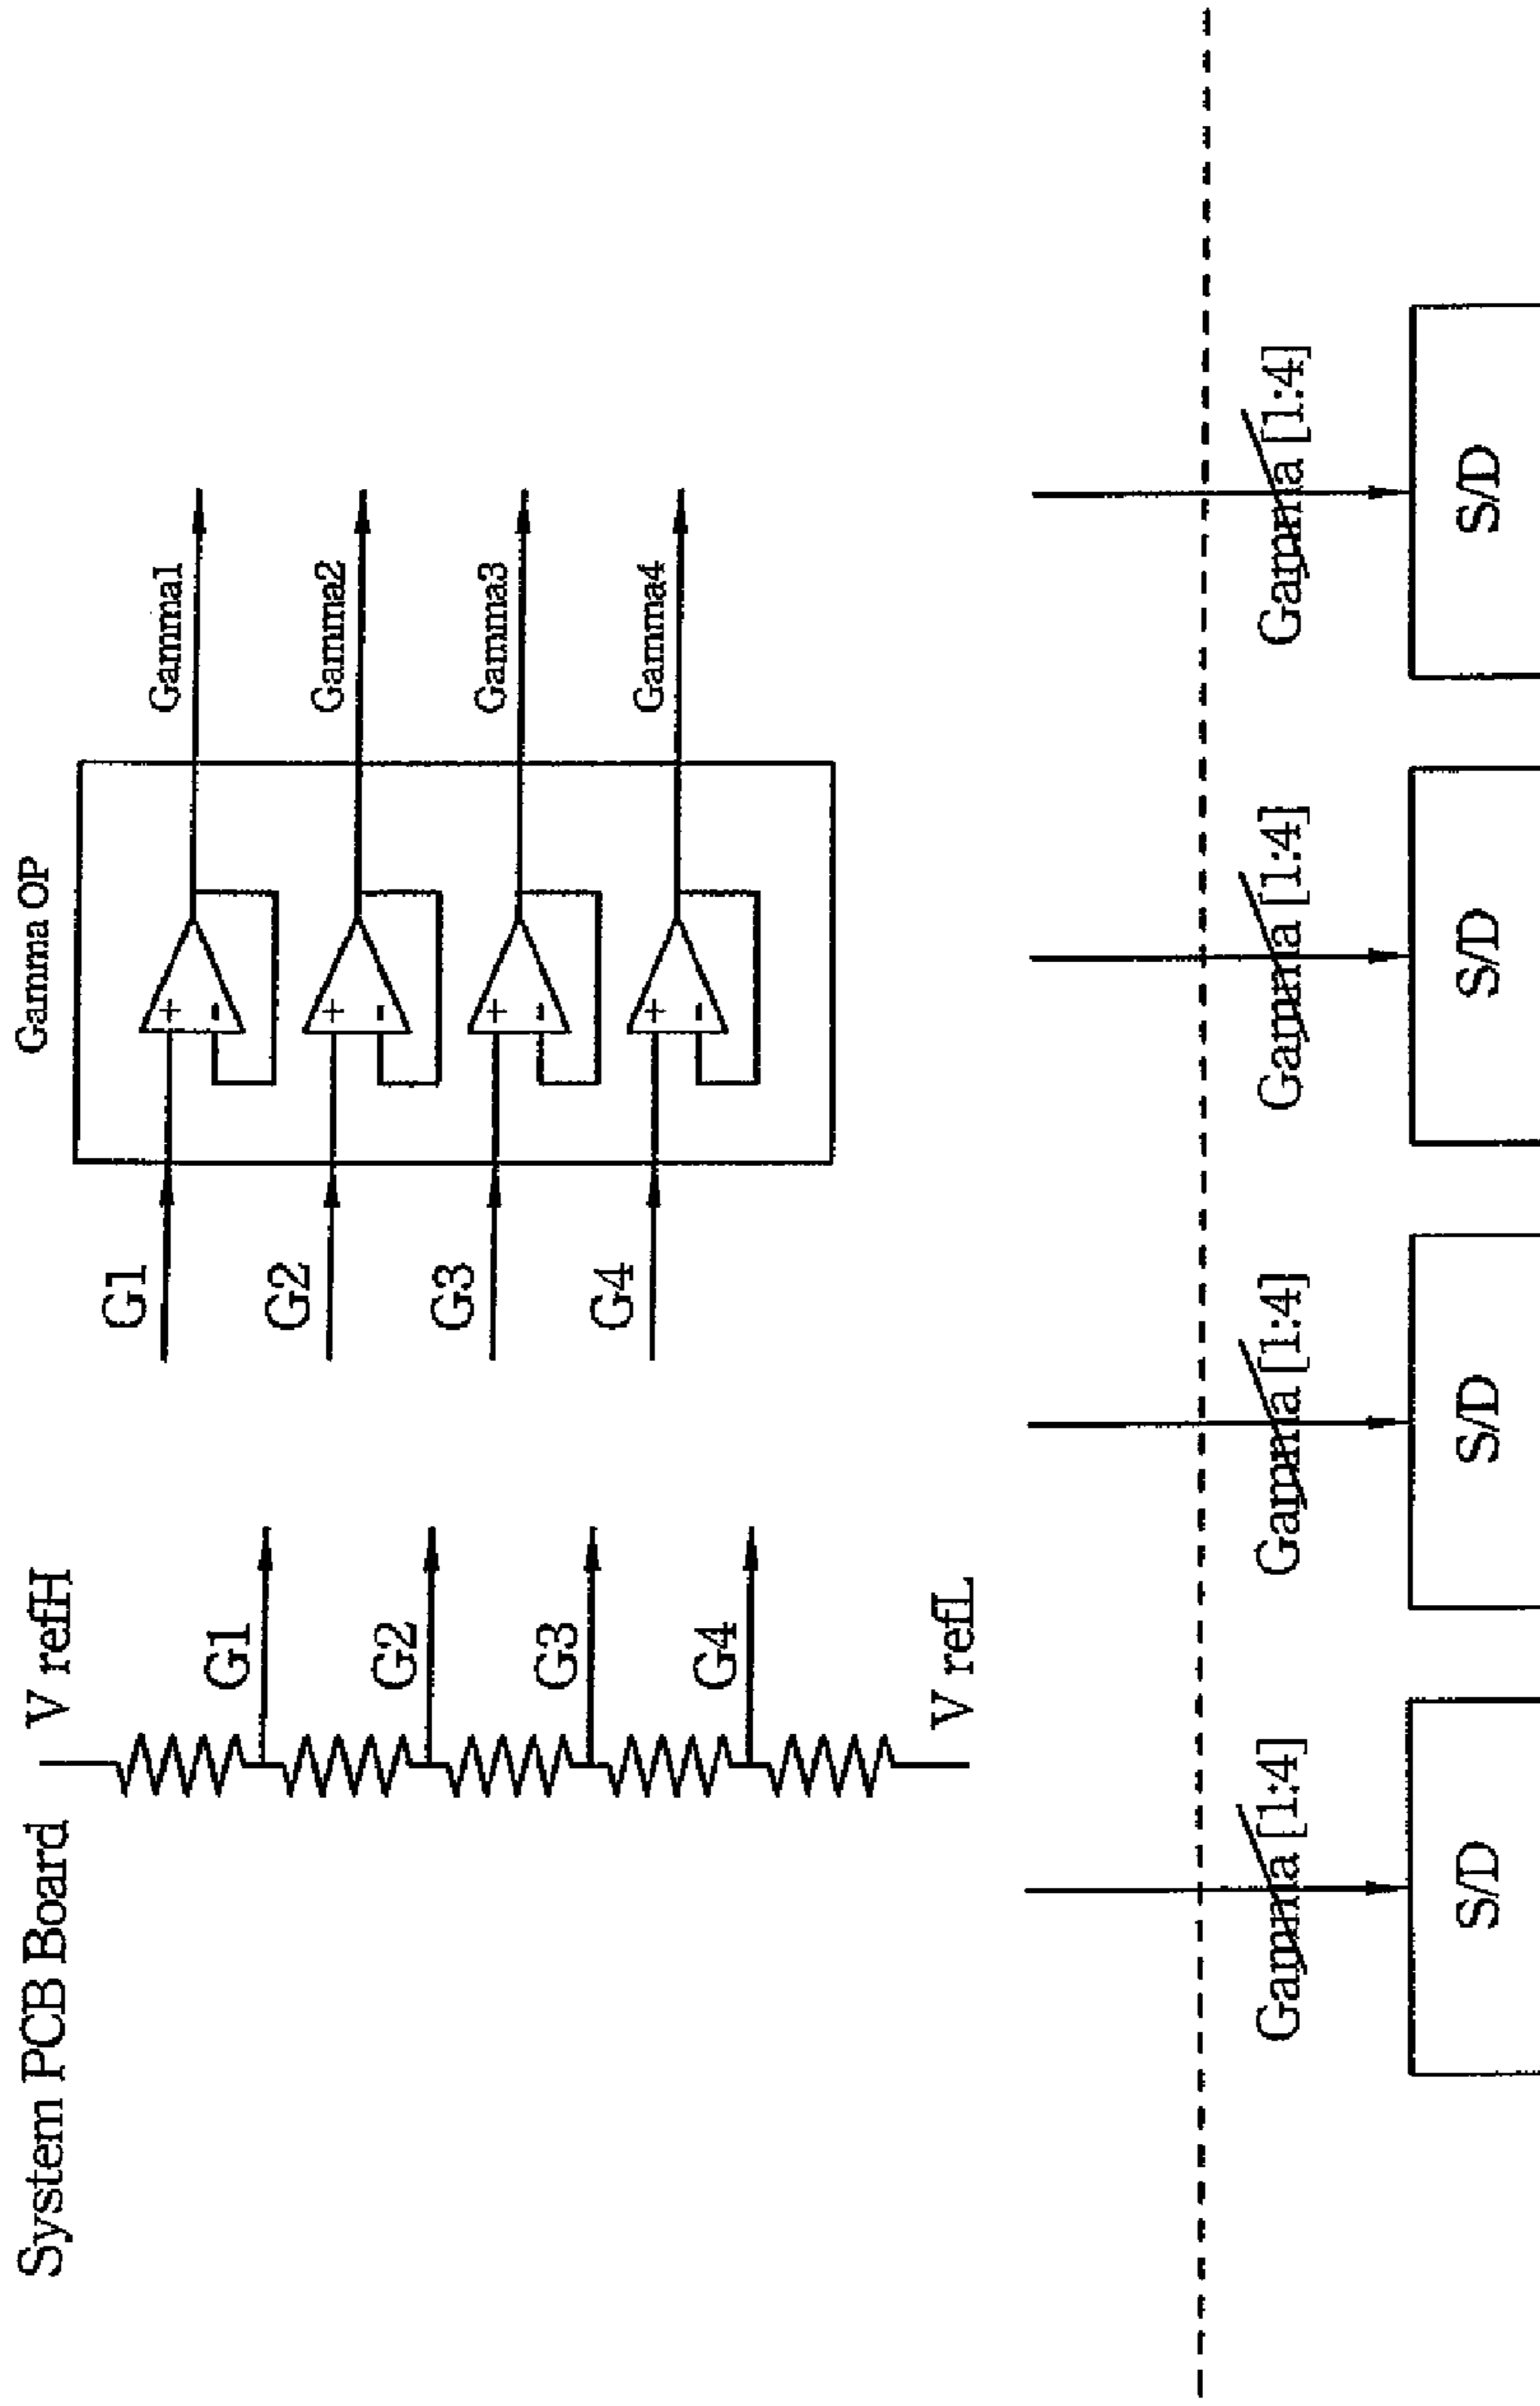 System PCB Board
V refH
G1
G2
G3
G4
V refL
Gamma OP
G1
G2
G3
G4
+
-
+
-
+
-
+
-
Gamma1
Gamma2
Gamma3
Gamma4
Gamma [1:4]
Gamma [1:4]
Gamma [1:4]
Gamma [1:4]
S/D
S/D
S/D
S/D